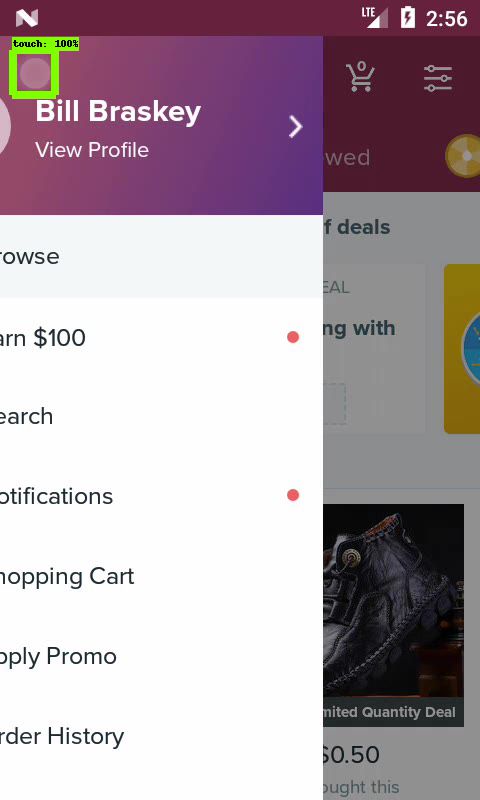 LTE
2:56
touch: 100%
0
Bill Braskey
View Profile
wed
rowse
f deals
EAL
ng with
arn $100
earch
otifications
hopping Cart
pply Promo
mited Quantity Deal
rder History
$0.50
ought this